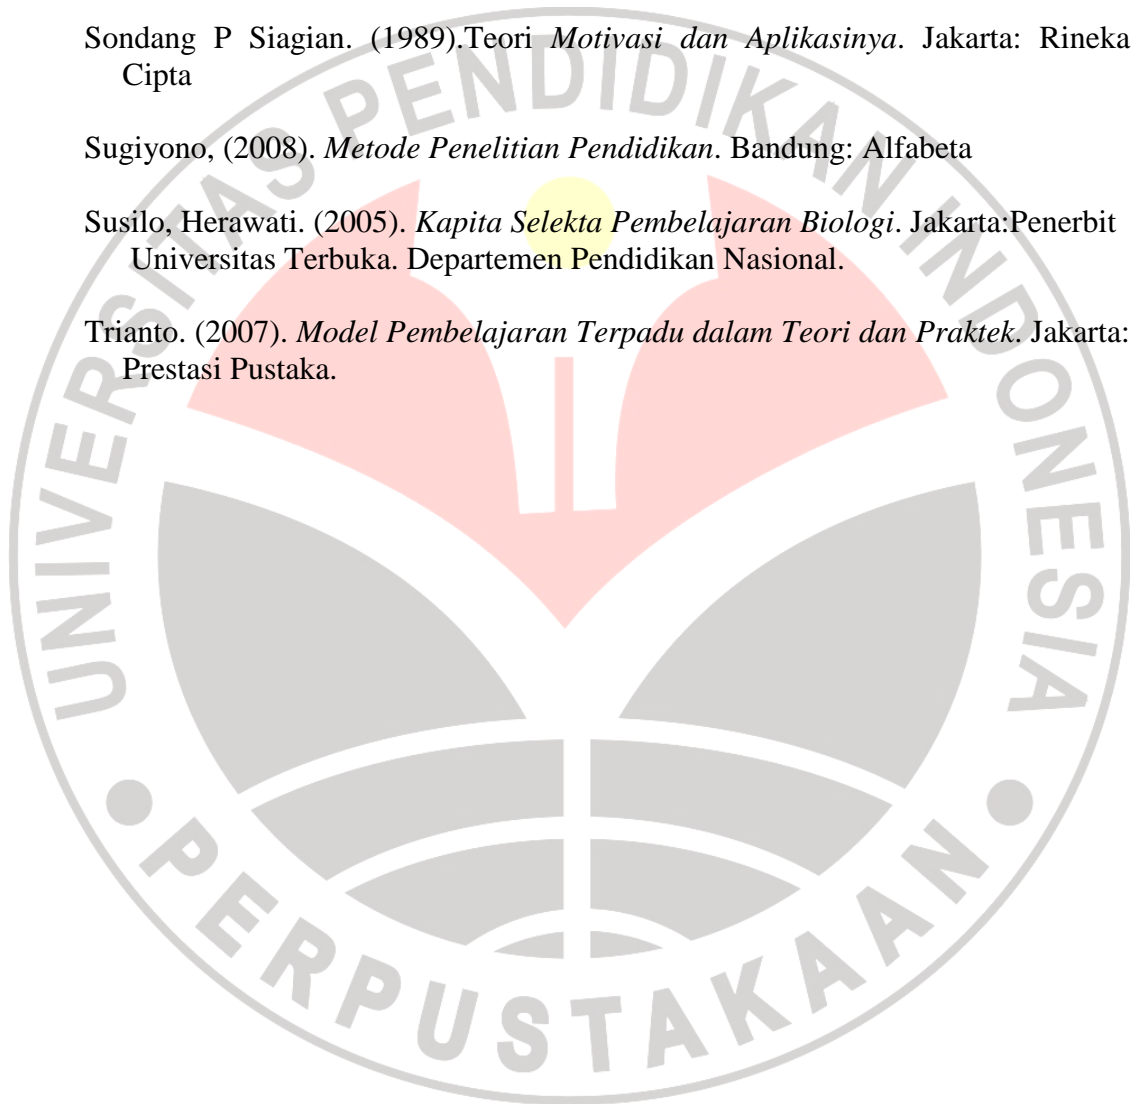 Sondang P Siagian. (1989).Teori Motivasi dan Aplikasinya. Jakarta: Rineka
Cipta
Sugiyono, (2008). Metode Penelitian Pendidikan. Bandung: Alfabeta
Susilo, Herawati. (2005). Kapita Selekta Pembelajaran Biologi. Jakarta:Penerbit
Universitas Terbuka. Departemen Pendidikan Nasional.
Trianto. (2007). Model Pembelajaran Terpadu dalam Teori dan Praktek. Jakarta:
Prestasi Pustaka.
UNIVERSITAS PENDIDIKAN INDONESIA
PERPUSTAKAAN